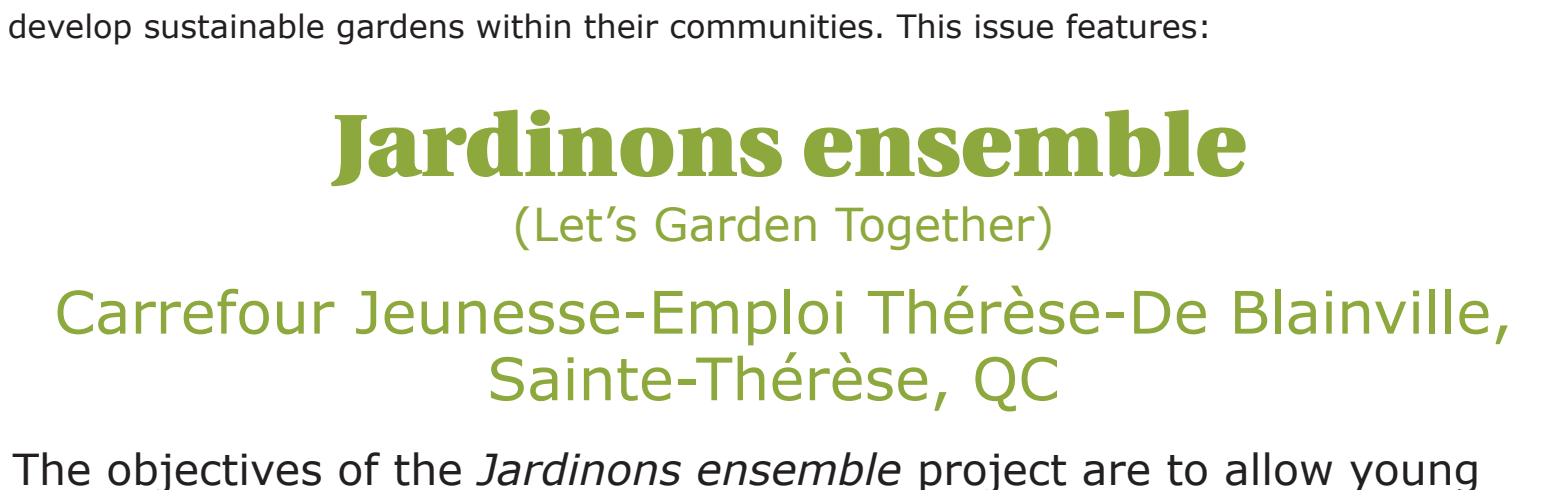 develop sustainable gardens within their communities. This issue features:
Jardinons ensemble
(Let’s Garden Together)
Carrefour Jeunesse-Emploi Thérèse-De Blainville,
Sainte-Thérèse, QC
The objectives of the Jardinons ensemble project are to allow young